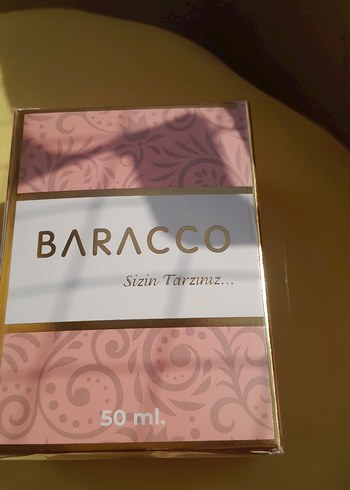 BARACCO
Sizin Tarzınız...
50 ml.